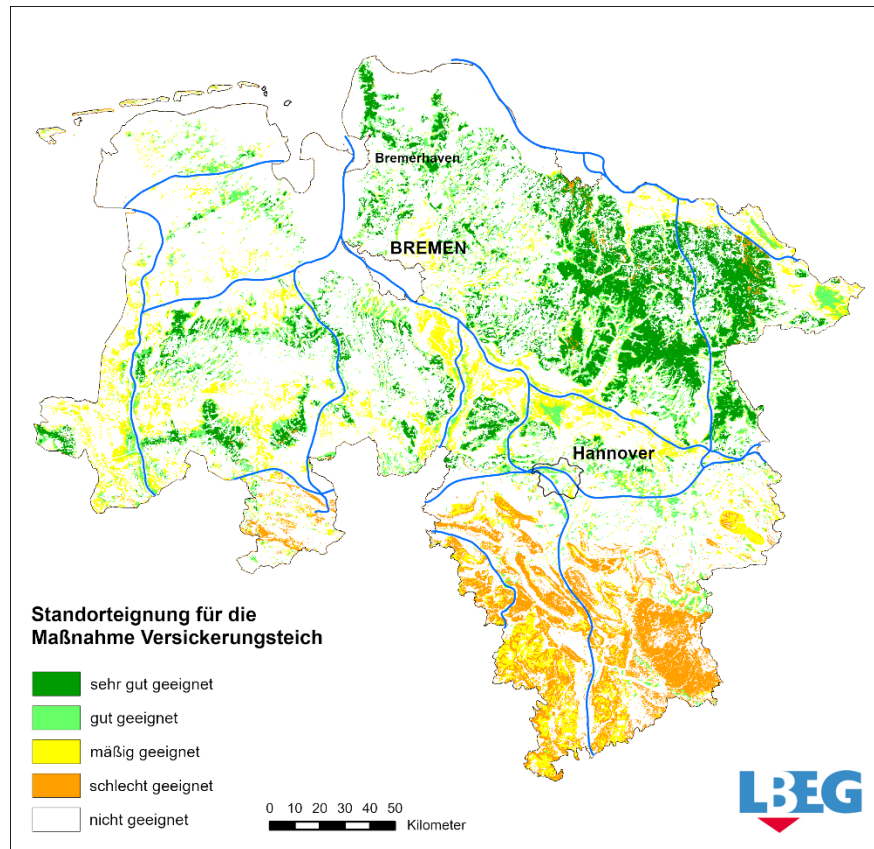 Bremerhaven
BREMEN
Hannover
Standorteignung für die
Maßnahme Versickerungsteich
sehr gut geeignet
gut geeignet
mäßig geeignet
schlecht geeignet
nicht geeignet
0 10 20 30 40 50
Kilometer
LBEG